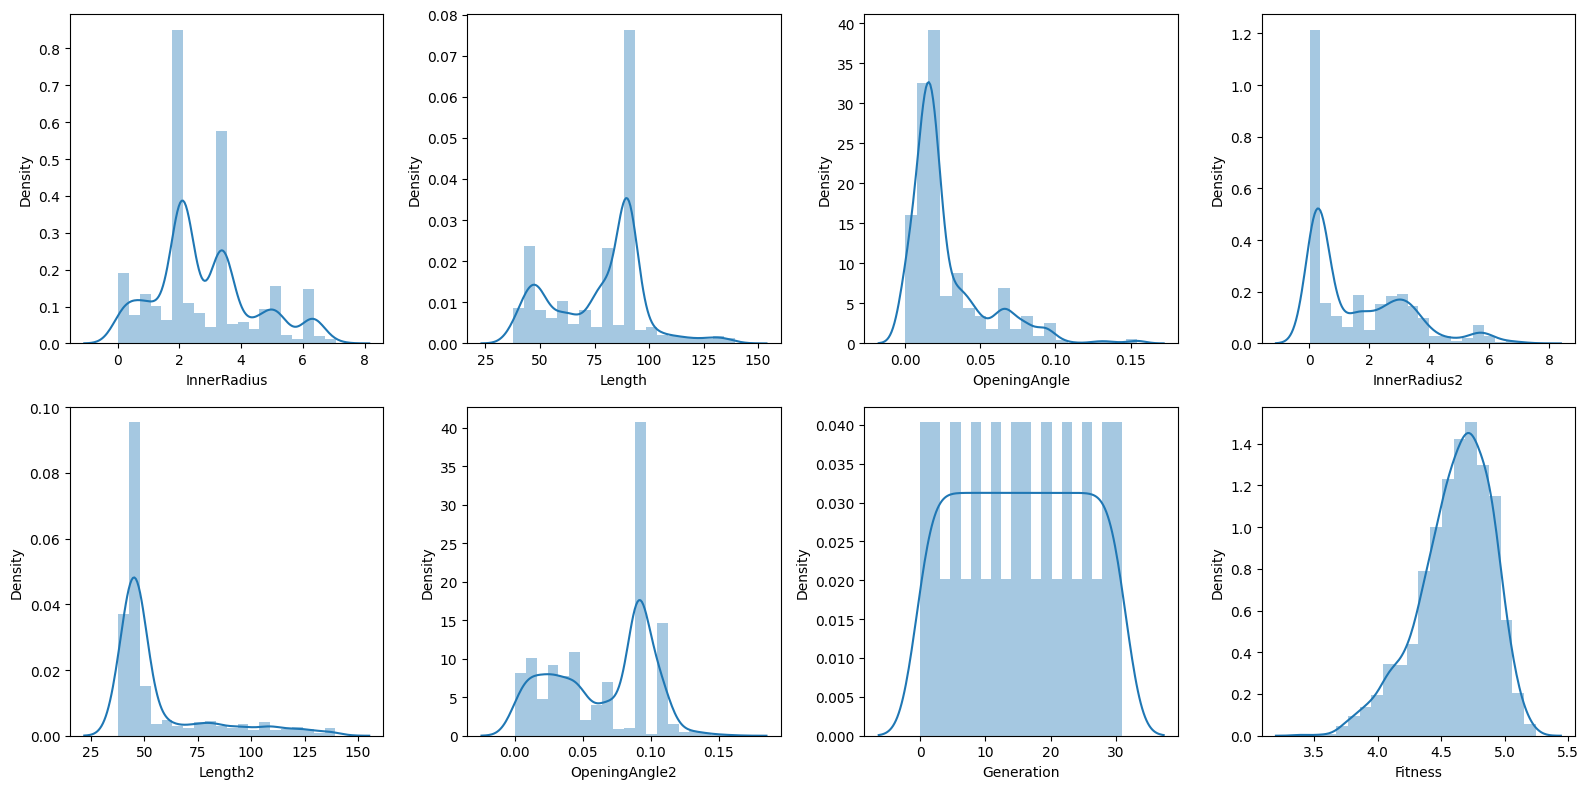 0.8
0.7
0.6
0.5
0.4
0.3
0.2
0.1
0.0
Density
0 2 4 6 8
InnerRadius
0.08
0.07
0.06
0.05
0.04
0.03
0.02
0.01
0.00
Density
25 50 75 100 125 150
Length
40
35
30
25
20
15
10
5
0
Density
0.00 0.05 0.10 0.15
OpeningAngle
1.2
1.0
0.8
0.6
0.4
0.2
0.0
Density
0 2 4 6 8
InnerRadius2
0.10
0.08
0.06
0.04
0.02
0.00
Density
25 50 75 100 125 150
Length2
40
35
30
25
20
15
10
5
0
Density
0.00 0.05 0.10 0.15
OpeningAngle2
0.040
0.035
0.030
0.025
0.020
0.015
0.010
0.005
0.000
Density
0 10 20 30
Generation
1.4
1.2
1.0
0.8
0.6
0.4
0.2
0.0
Density
3.5 4.0 4.5 5.0 5.5
Fitness